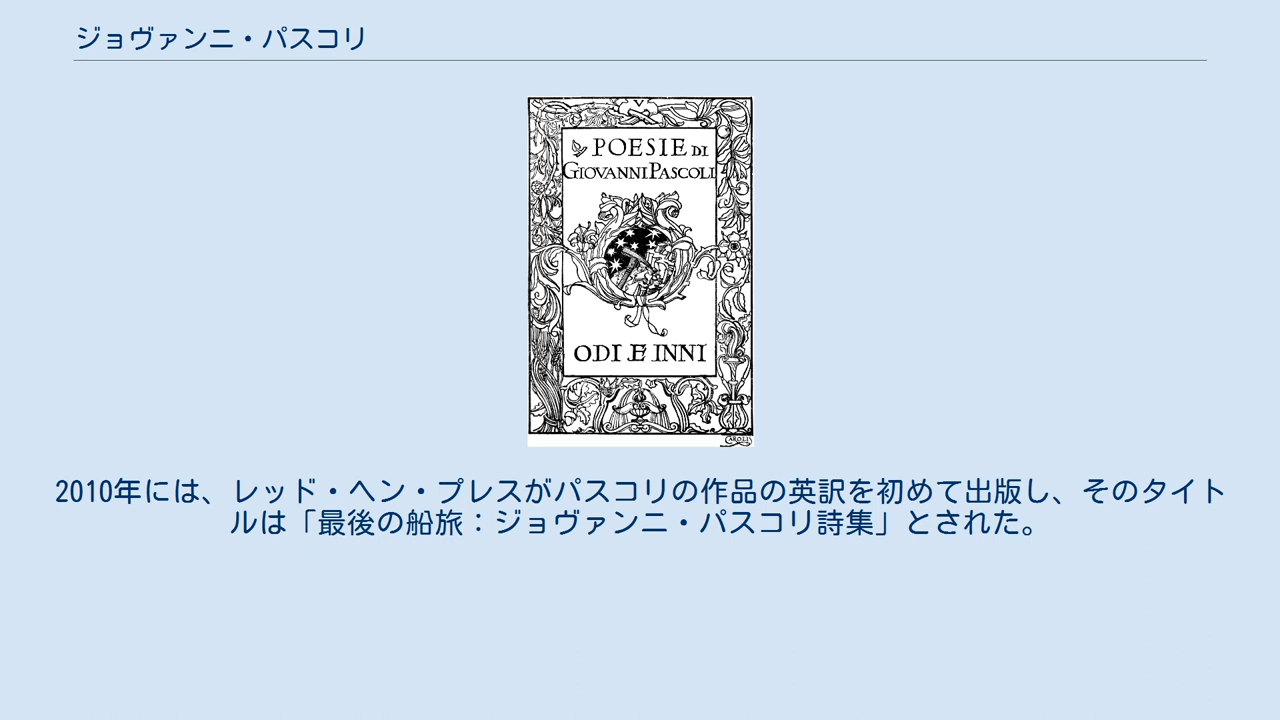 ジョヴァンニ・パスコリ
POESIE DI
GIOVANNI PASCOLI
ODI E INNI
CAROLIS
2010年には、レッド・ヘン・プレスがパスコリの作品の英訳を初めて出版し、そのタイト
ルは「最後の船旅：ジョヴァンニ・パスコリ詩集」とされた。